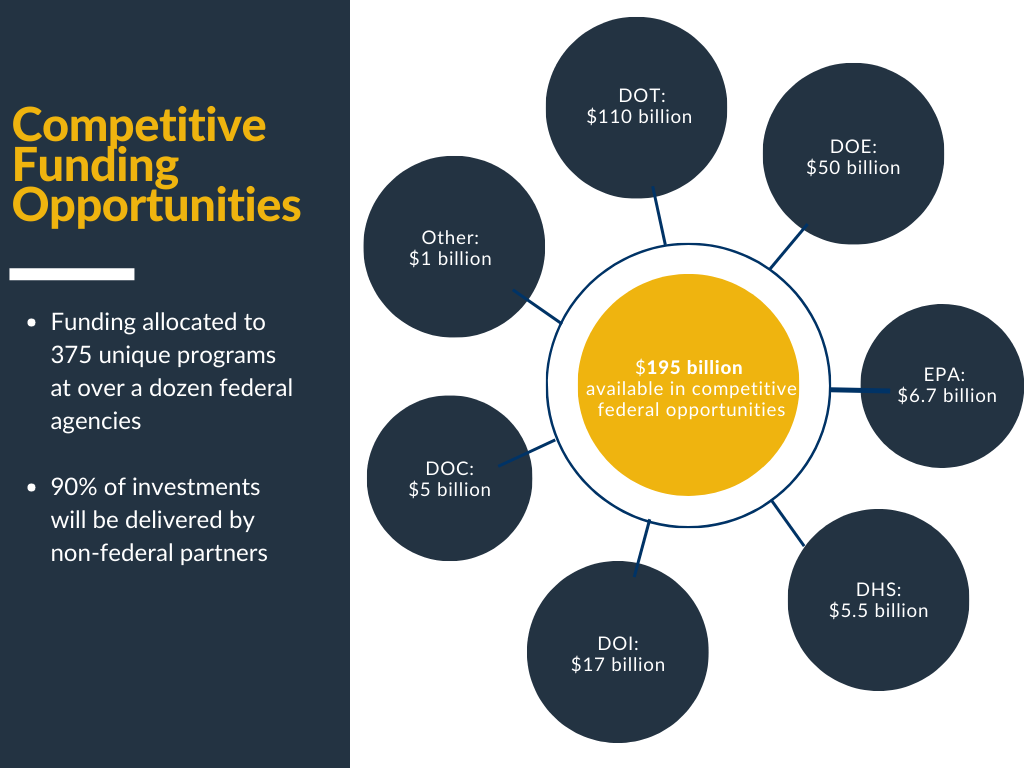 Competitive
Funding
Opportunities
• Funding allocated to
375 unique programs
at over a dozen federal
agencies
• 90% of investments
will be delivered by
non-federal partners
DOT:
$110 billion
DOE:
$50 billion
Other:
$1 billion
$195 billion
available in competitive
federal opportunities
EPA:
$6.7 billion
DOC:
$5 billion
DHS:
$5.5 billion
DOI:
$17 billion